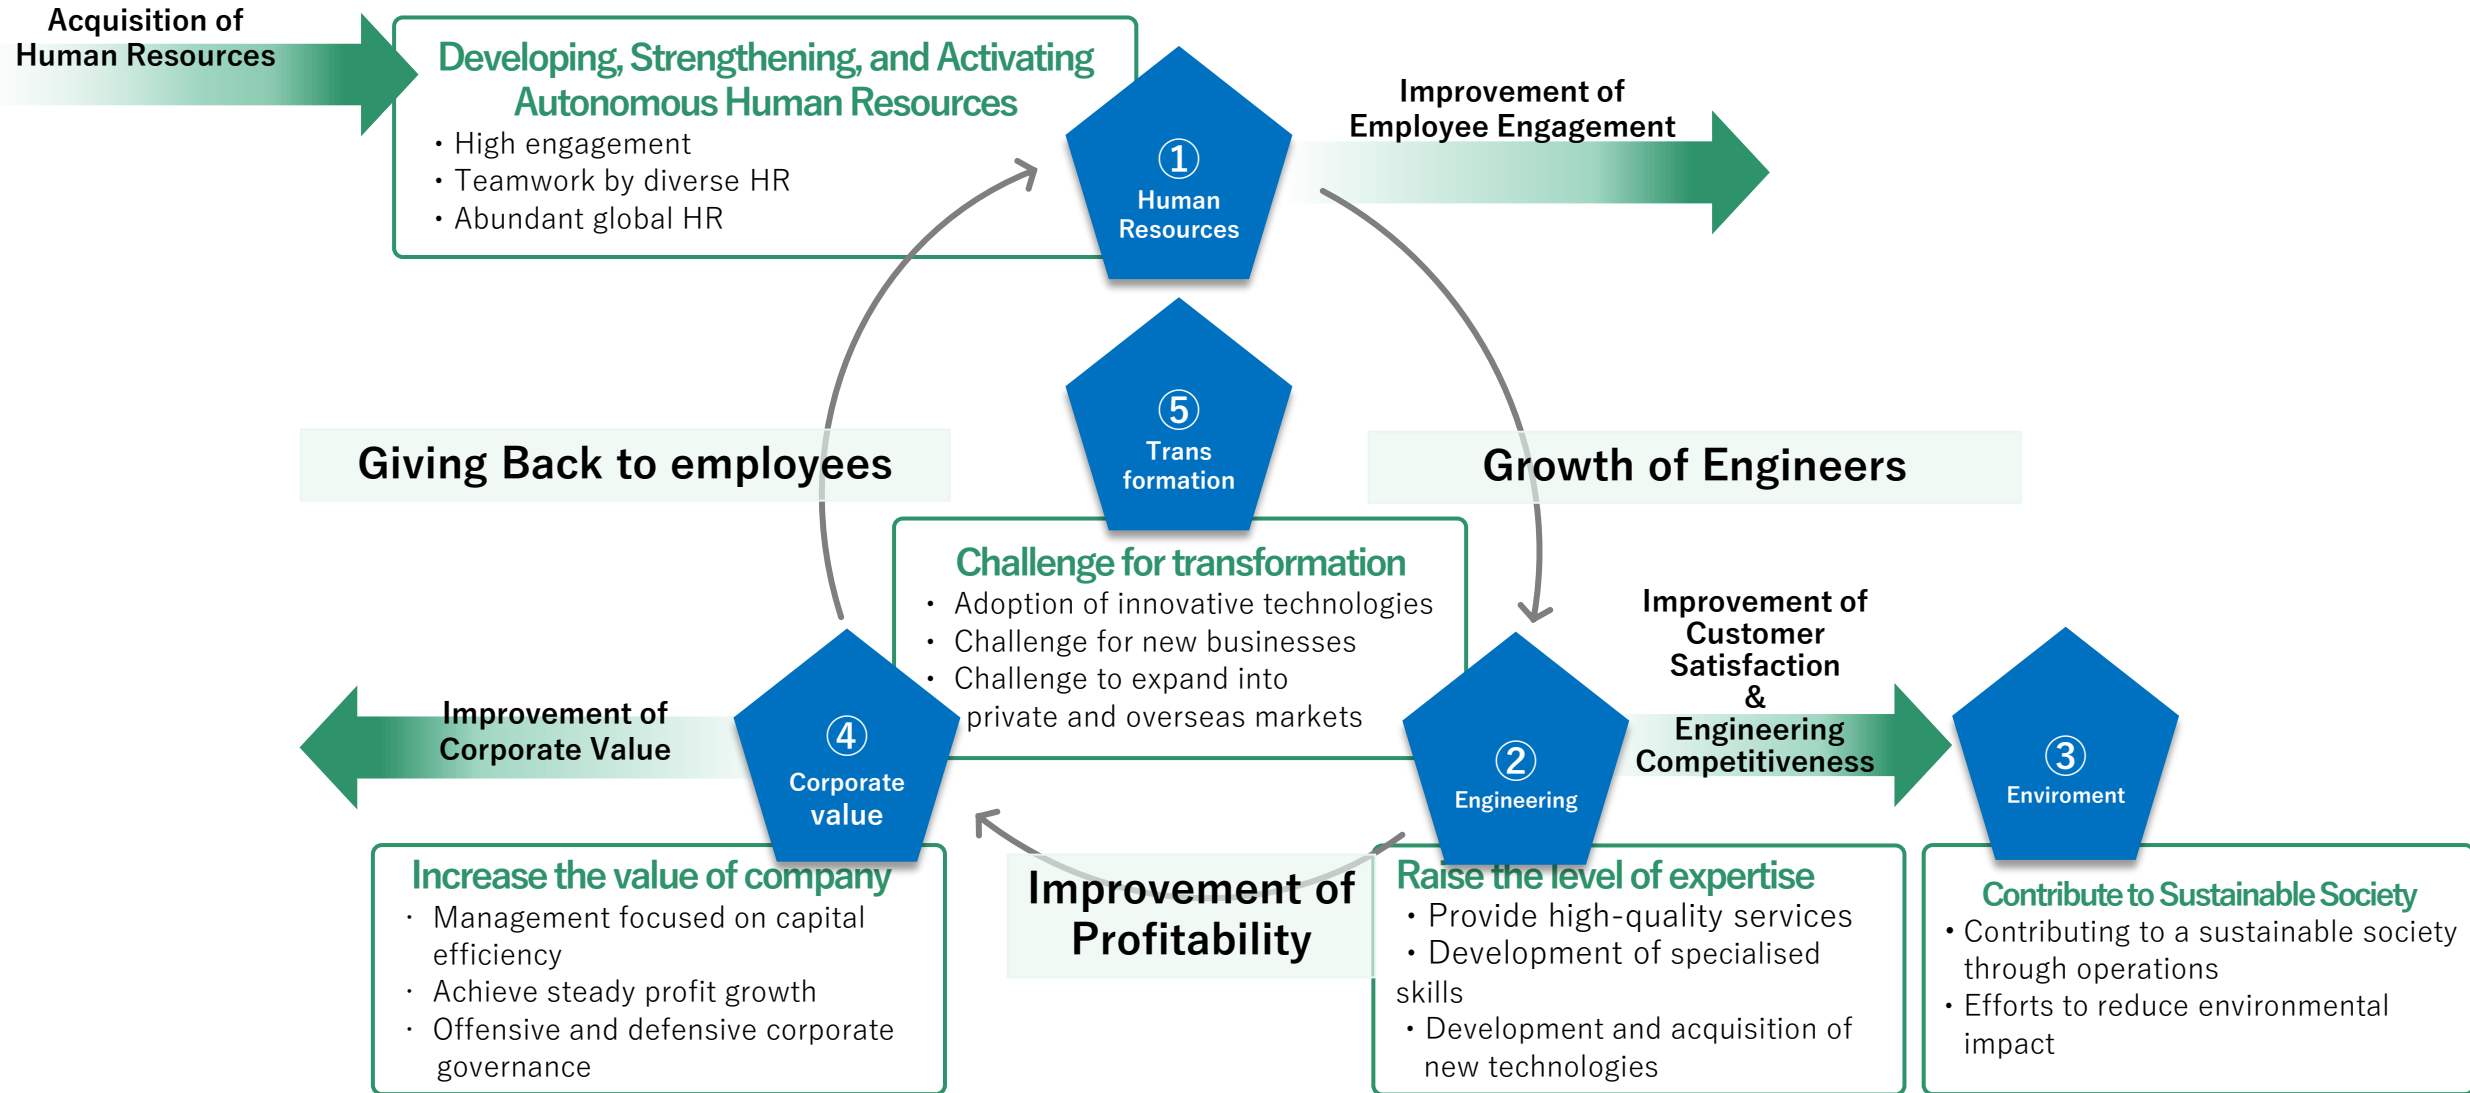 Acquisition of
Human Resources
Developing, Strengthening, and Activating
Autonomous Human Resources
・High engagement
・Teamwork by diverse HR
・Abundant global HR
①
Human
Resources
Improvement of
Employee Engagement
⑤
Trans
formation
Giving Back to employees
Growth of Engineers
Challenge for transformation
・ Adoption of innovative technologies
・ Challenge for new businesses
・ Challenge to expand into
private and overseas markets
Improvement of
Corporate Value
④
Corporate
value
②
Engineering
Improvement of
Customer
Satisfaction
&
Engineering
Competitiveness
③
Enviroment
Increase the value of company
・ Management focused on capital
efficiency
・ Achieve steady profit growth
・ Offensive and defensive corporate
governance
Improvement of
Profitability
Raise the level of expertise
・Provide high-quality services
・Development of specialised
skills
・Development and acquisition of
new technologies
Contribute to Sustainable Society
・Contributing to a sustainable society
through operations
・Efforts to reduce environmental
impact